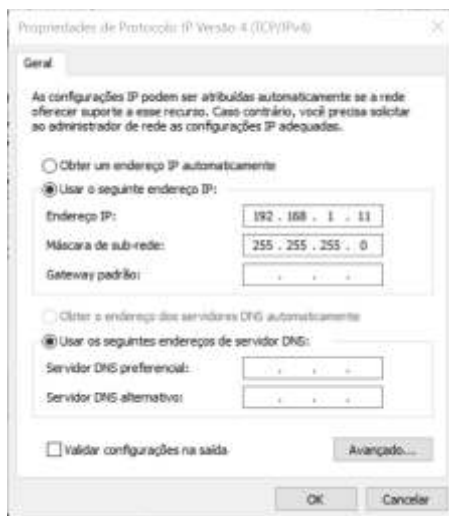 Propriedades de Protocolo IP Versão 4 (TCP/IPv4)
Geral
As configurações IP podem ser atribuídas automaticamente se a rede
oferecer suporte a esse recurso. Caso contrário, você precisa solicitar
ao administrador de rede as configurações IP adequadas.
Obter um endereço IP automaticamente
Usar o seguinte endereço IP:
Endereço IP: 192 . 168 . 1 . 11
Máscara de sub-rede: 255 . 255 . 255 . 0
Gateway padrão: . . .
Obter o endereço dos servidores DNS automaticamente
Usar os seguintes endereços de servidor DNS:
Servidor DNS preferencial: . . .
Servidor DNS alternativo: . . .
Validar configurações na saída Avançado...
OK Cancelar